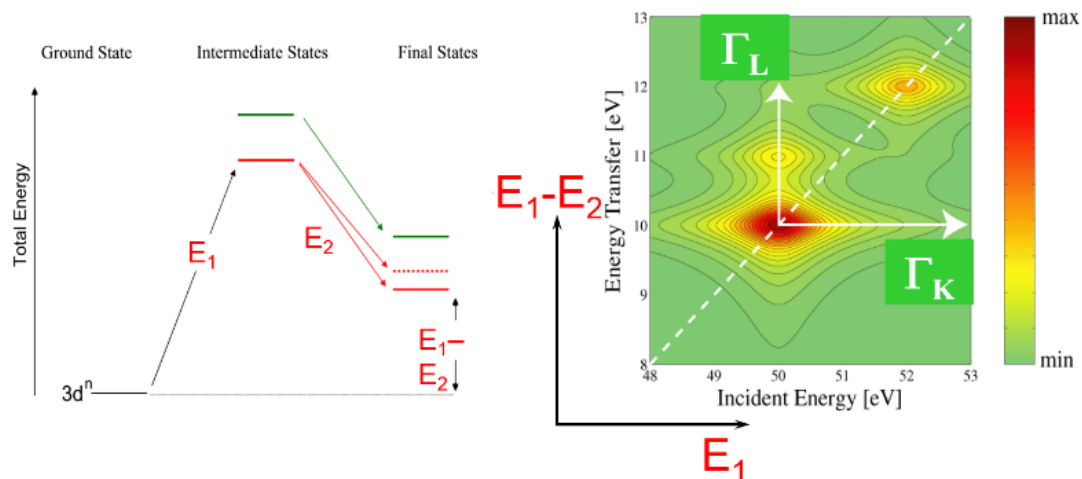 Ground State
Intermediate States
Final States
Total Energy
E1
E2
E1–
E2
3dn
E1-E2
E1
ΓL
ΓK
Energy Transfer [eV]
13
12
11
10
9
8
48
49
50
51
52
53
Incident Energy [eV]
max
min